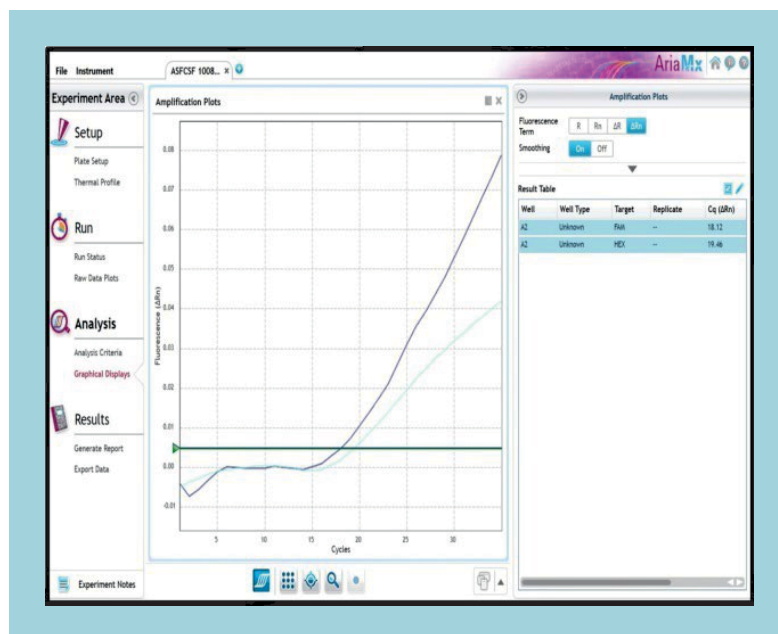 File Instrument
ASFCSF 1008... x
AriaMx
Experiment Area
Setup
Plate Setup
Thermal Profile
Run
Run Status
Raw Data Plots
Analysis
Analysis Criteria
Graphical Displays
Results
Generate Report
Export Data
Experiment Notes
Amplification Plots
Fluorescence (ΔRn)
0.08
0.07
0.06
0.05
0.04
0.03
0.02
0.01
0.00
-0.01
5 10 15 20 25 30
Cycles
Amplification Plots
Fluorescence
Term
R Rn ΔR ΔRn
Smoothing On Off
Result Table
Well Well Type Target Replicate Cq (ΔRn)
A2 Unknown FMA -- 18.12
A2 Unknown HEX -- 19.46